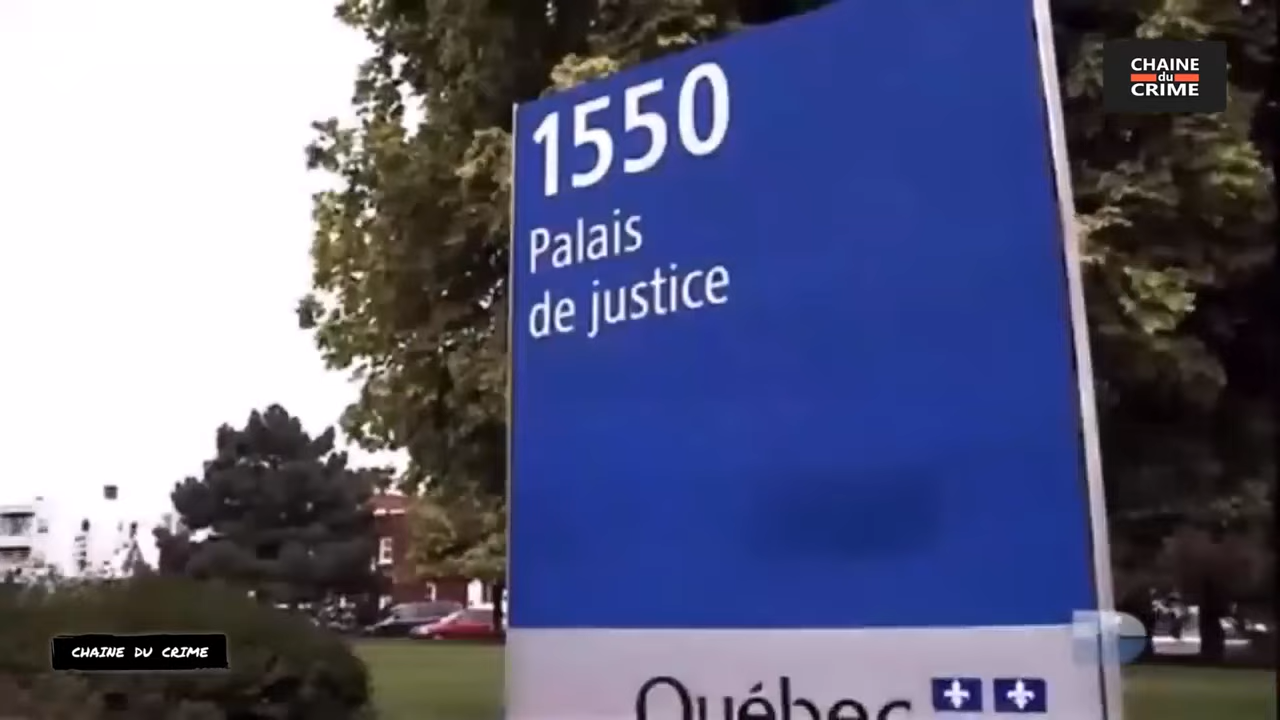 1550
Palais
de justice
Québec
CHAINE
du
CRIME
CHAINE DU CRIME